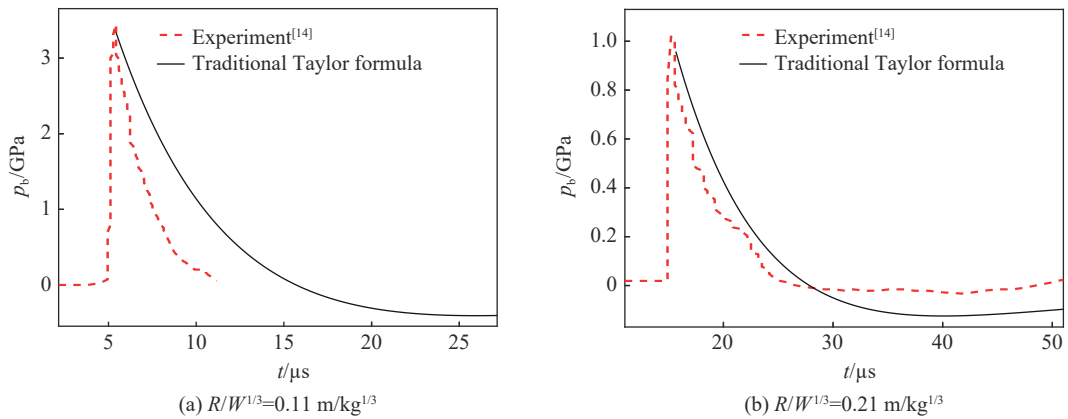 Experiment[14]
Traditional Taylor formula
p_b/GPa
3
2
1
0
5
10
15
20
25
t/µs
(a) R/W^1/3=0.11 m/kg^1/3
Experiment[14]
Traditional Taylor formula
p_b/GPa
1.0
0.8
0.6
0.4
0.2
0
20
30
40
50
t/µs
(b) R/W^1/3=0.21 m/kg^1/3